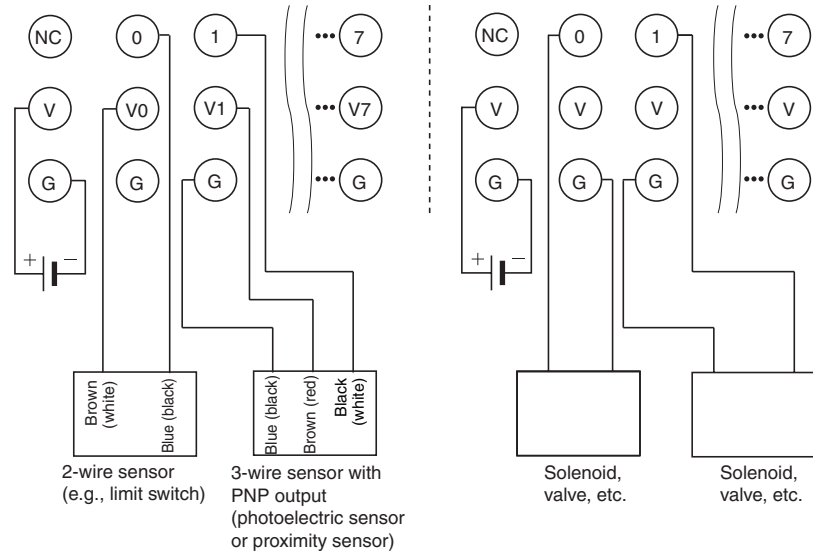 NC 0 1 ••• 7
V V0 V1 ••• V7
G G G ••• G
+ −
Brown (white)
Blue (black)
Blue (black)
Brown (red)
Black (white)
2-wire sensor
(e.g., limit switch)
3-wire sensor with
PNP output
(photoelectric sensor
or proximity sensor)
NC 0 1 ••• 7
V V V ••• V
G G G ••• G
+ −
Solenoid,
valve, etc.
Solenoid,
valve, etc.